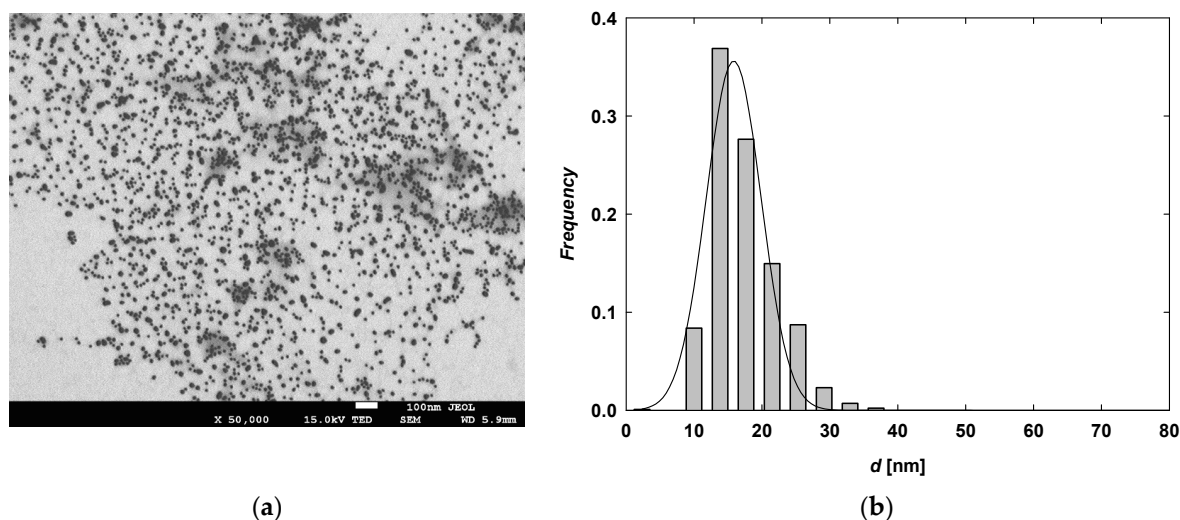 100nm JEOL
X 50,000 15.0kV TED SEM WD 5.9mm
(a)
Frequency
0.4
0.3
0.2
0.1
0.0
0 10 20 30 40 50 60 70 80
d [nm]
(b)